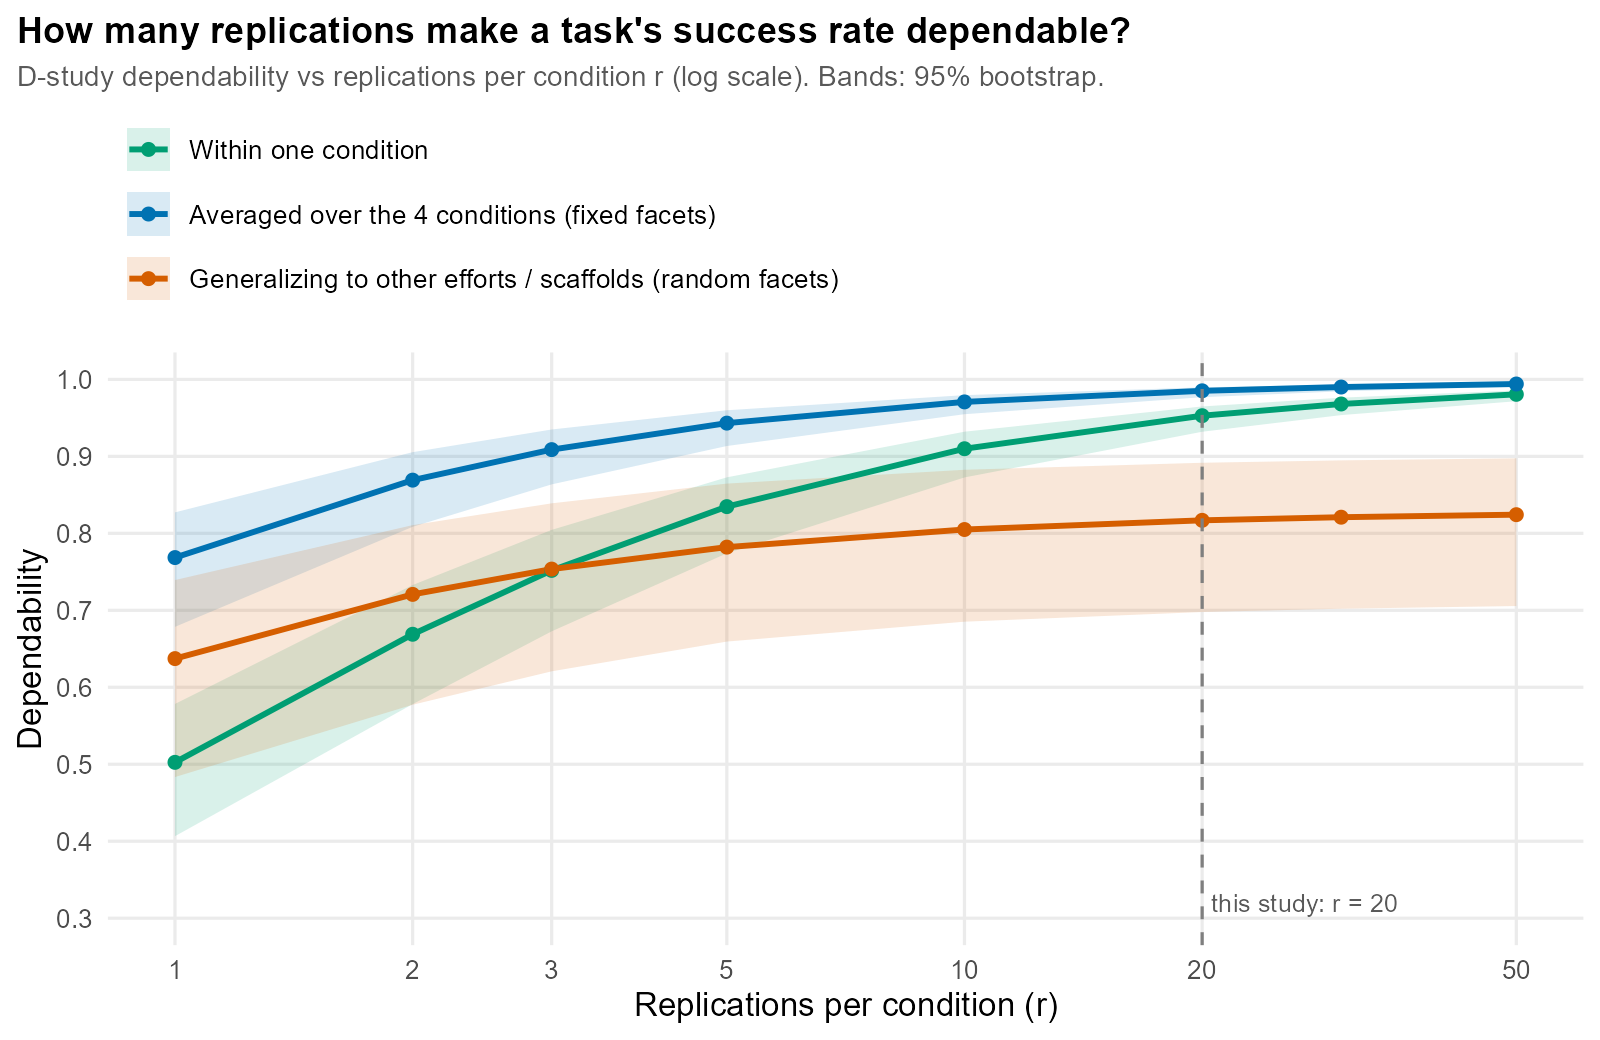 How many replications make a task's success rate dependable?
D-study dependability vs replications per condition r (log scale). Bands: 95% bootstrap.
Within one condition
Averaged over the 4 conditions (fixed facets)
Generalizing to other efforts / scaffolds (random facets)
Dependability
1.0
0.9
0.8
0.7
0.6
0.5
0.4
0.3
this study: r = 20
1 2 3 5 10 20 50
Replications per condition (r)